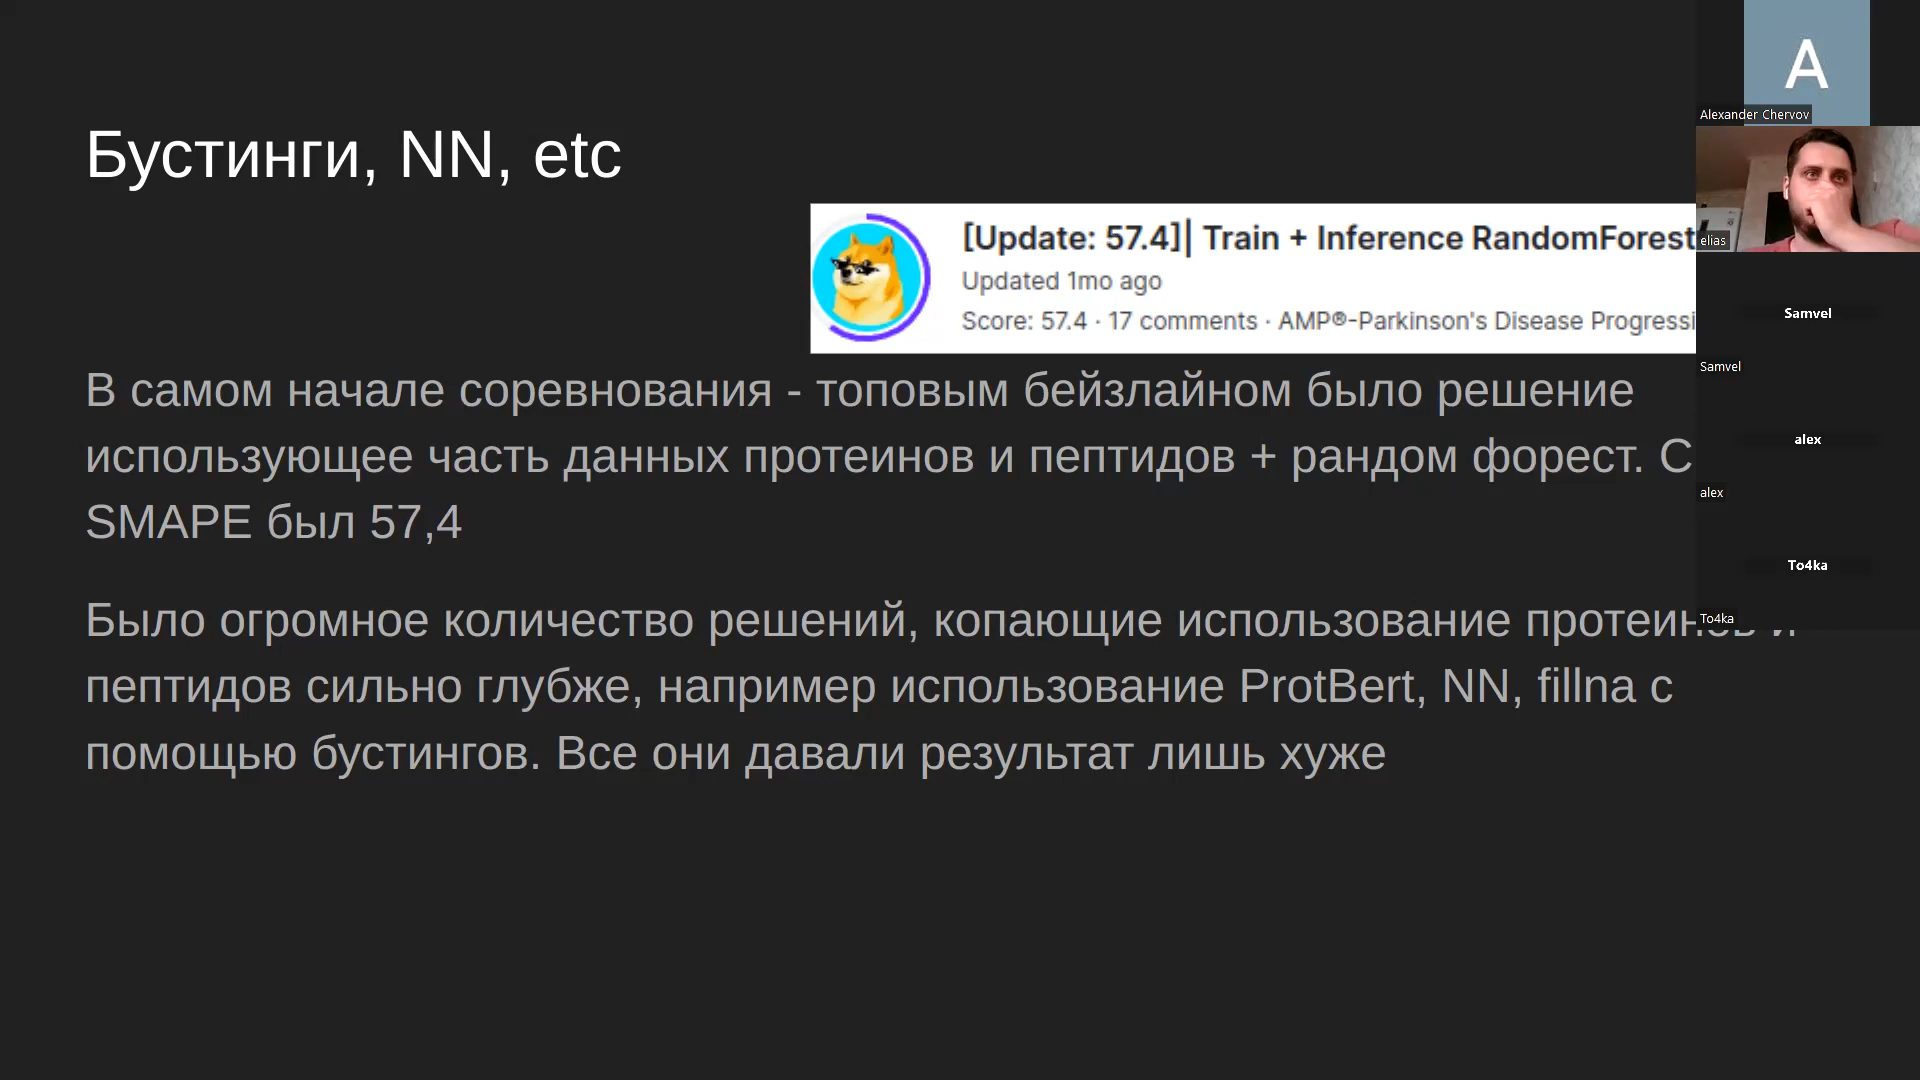 Бустинги, NN, etc
[Update: 57.4]| Train + Inference RandomForest
Updated 1mo ago
Score: 57.4 · 17 comments · AMP®-Parkinson's Disease Progressi
В самом начале соревнования - топовым бейзлайном было решение
использующее часть данных протеинов и пептидов + рандом форест. С
SMAPE был 57,4
Было огромное количество решений, копающие использование протеинов и
пептидов сильно глубже, например использование ProtBert, NN, fillna с
помощью бустингов. Все они давали результат лишь хуже
A
Alexander Chervov
elias
Samvel
Samvel
alex
alex
To4ka
To4ka